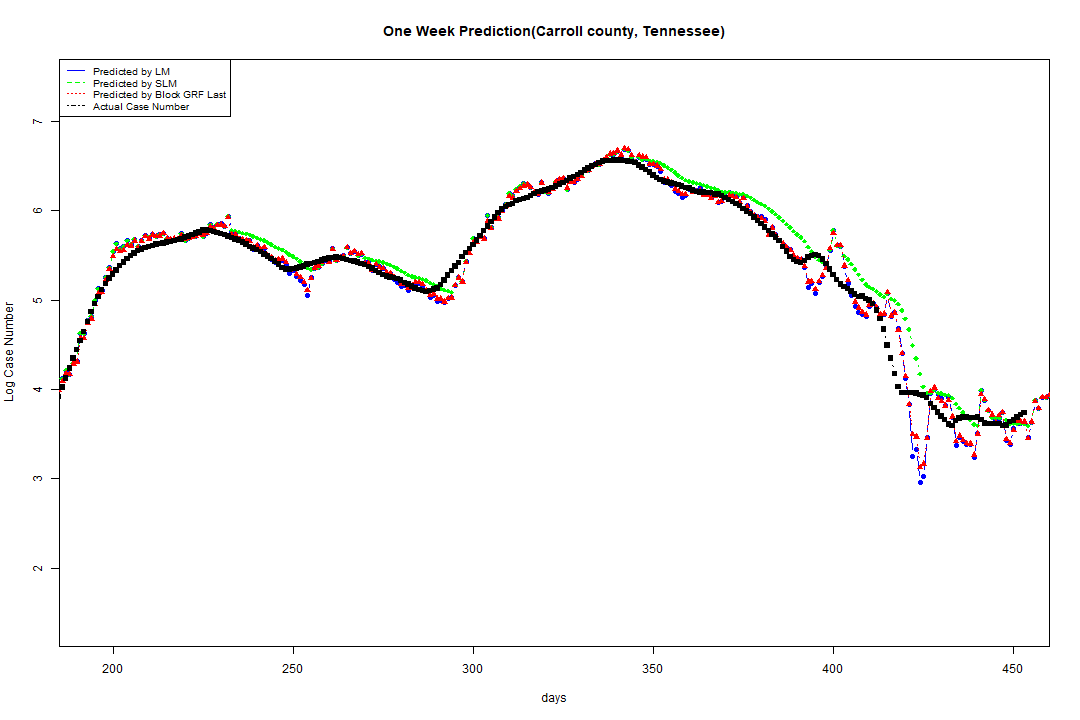 One Week Prediction(Carroll county, Tennessee)
Predicted by LM
Predicted by SLM
Predicted by Block GRF Last
Actual Case Number
Log Case Number
7
6
5
4
3
2
200 250 300 350 400 450
days